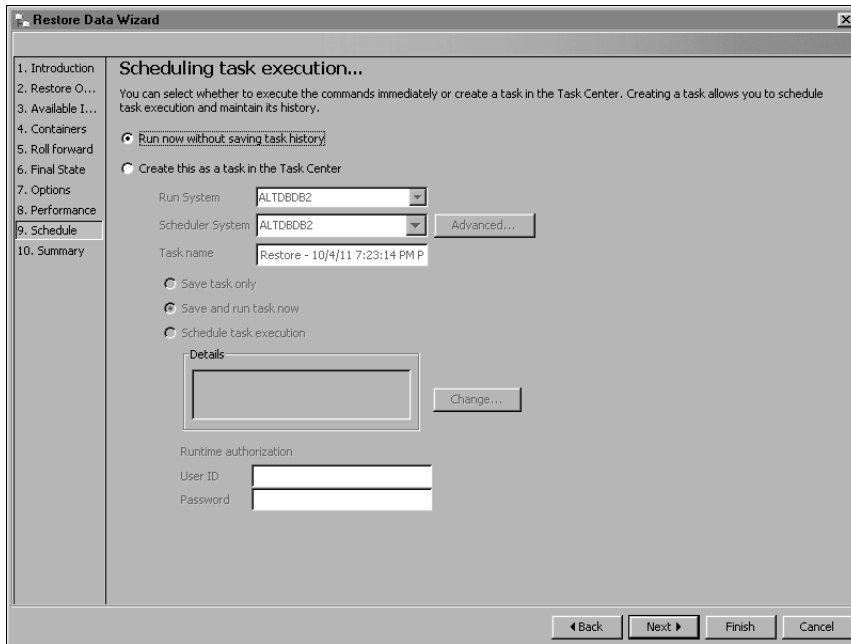 Restore Data Wizard
1. Introduction
2. Restore O...
3. Available I...
4. Containers
5. Roll forward
6. Final State
7. Options
8. Performance
9. Schedule
10. Summary
Scheduling task execution...
You can select whether to execute the commands immediately or create a task in the Task Center. Creating a task allows you to schedule
task execution and maintain its history.
Run now without saving task history
Create this as a task in the Task Center
Run System
ALTDBDB2
Scheduler System
ALTDBDB2
Advanced...
Task name
Restore - 10/4/11 7:23:14 PM P
Save task only
Save and run task now
Schedule task execution
Details
Change...
Runtime authorization
User ID
Password
Back
Next
Finish
Cancel